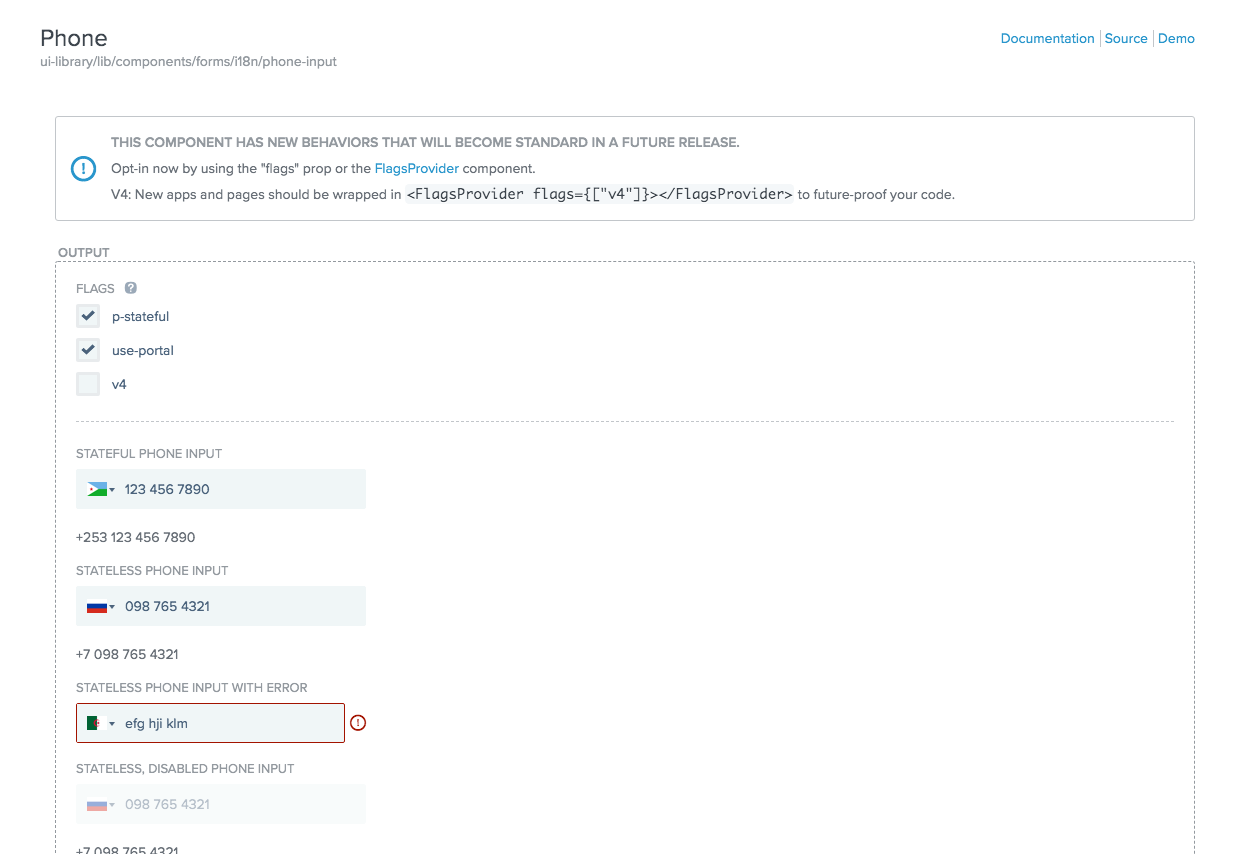 Phone
Documentation Source Demo
ui-library/lib/components/forms/i18n/phone-input
THIS COMPONENT HAS NEW BEHAVIORS THAT WILL BECOME STANDARD IN A FUTURE RELEASE.
Opt-in now by using the "flags" prop or the FlagsProvider component.
V4: New apps and pages should be wrapped in <FlagsProvider flags={["v4"]}></FlagsProvider> to future-proof your code.
OUTPUT
FLAGS ?
p-stateful
use-portal
v4
STATEFUL PHONE INPUT
123 456 7890
+253 123 456 7890
STATELESS PHONE INPUT
098 765 4321
+7 098 765 4321
STATELESS PHONE INPUT WITH ERROR
efg hji klm
STATELESS, DISABLED PHONE INPUT
098 765 4321
+7 098 765 4321